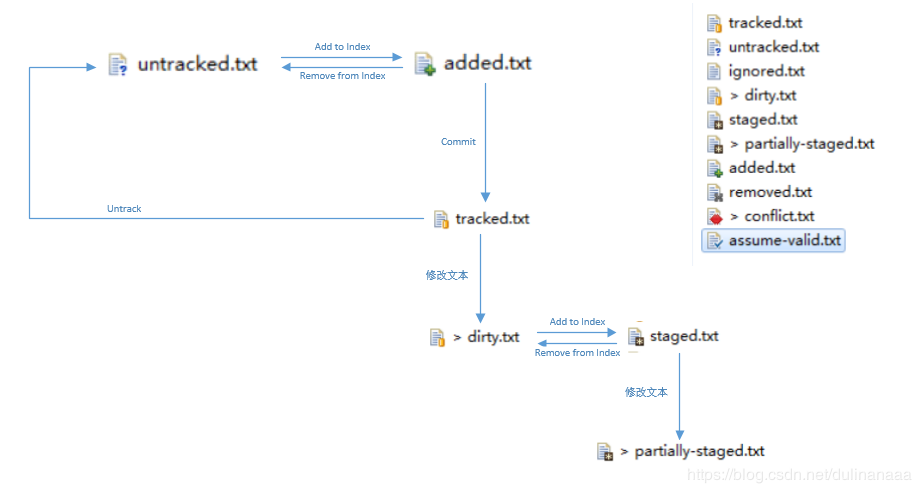 untracked.txt
Add to Index
Remove from Index
added.txt
Commit
Untrack
tracked.txt
修改文本
> dirty.txt
Add to Index
Remove from Index
staged.txt
修改文本
> partially-staged.txt
tracked.txt
untracked.txt
ignored.txt
> dirty.txt
staged.txt
> partially-staged.txt
added.txt
removed.txt
> conflict.txt
assume-valid.txt
https://blog.csdn.net/dulinanaaa